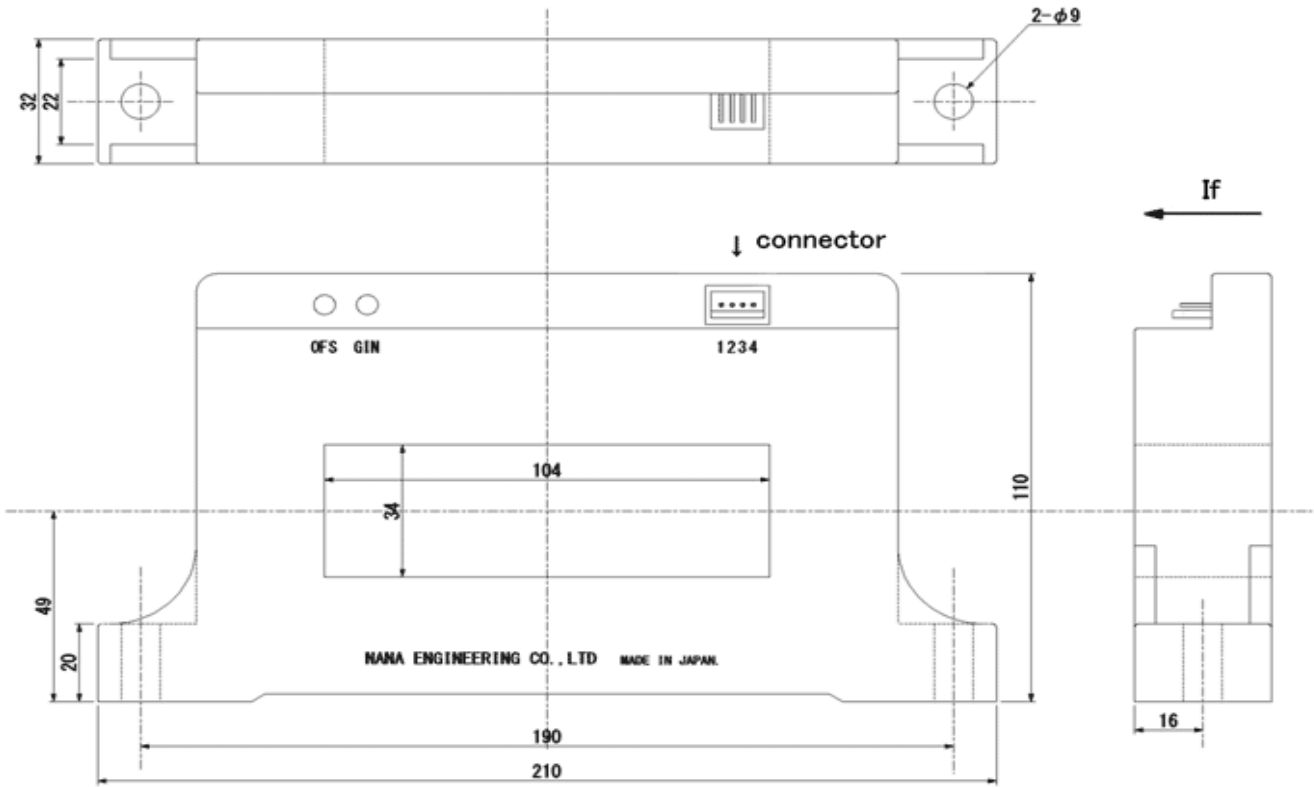 2-φ9
32
22
If
↓ connector
OFS GIN
1234
104
34
110
49
20
NANA ENGINEERING CO.,LTD MADE IN JAPAN.
16
190
210